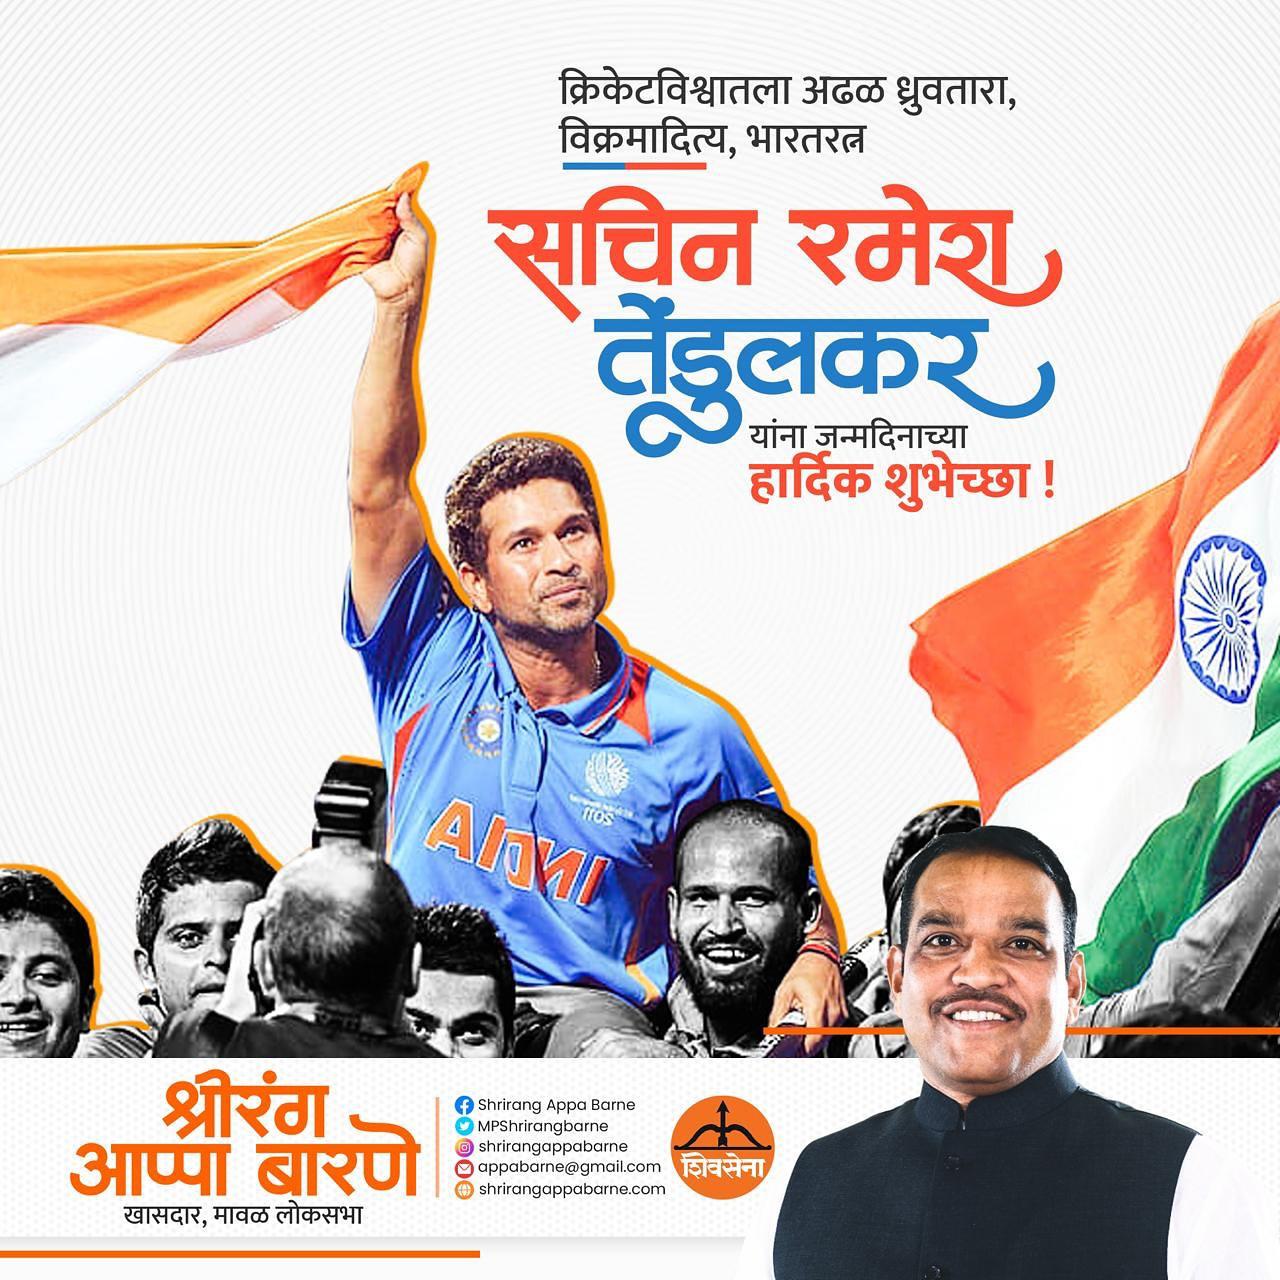 क्रिकेटविश्वातला अढळ ध्रुवतारा,
विक्रमादित्य, भारतरत्न
सचिन रमेश
तेंडुलकर
यांना जन्मदिनाच्या
हार्दिक शुभेच्छा !
श्रीरंग
आप्पा बारणे
खासदार, मावळ लोकसभा
Shrirang Appa Barne
MPShrirangbarne
shrirangappabarne
appabarne@gmail.com
shrirangappabarne.com
शिवसेना